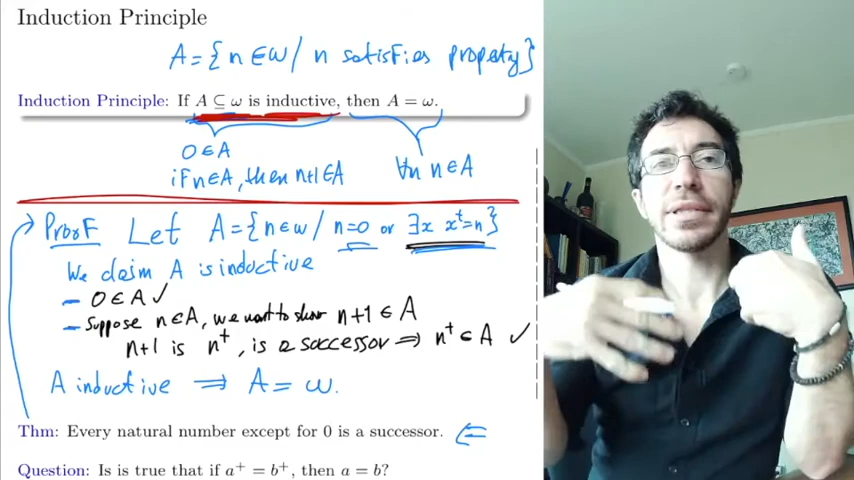 Induction Principle
A = {n ∈ ω / n satisfies property}
Induction Principle: If A ⊆ ω is inductive, then A = ω.
0 ∈ A
if n ∈ A, then n+1 ∈ A
∀n n ∈ A
Proof Let A = {n ∈ ω / n=0 or ∃x x⁺=n}
We claim A is inductive
– 0 ∈ A ✓
– Suppose n ∈ A, we want to show n+1 ∈ A
n+1 is n⁺, is a successor ⇒ n⁺ ∈ A ✓
A inductive ⇒ A = ω.
Thm: Every natural number except for 0 is a successor. ⇐
Question: Is is true that if a⁺ = b⁺, then a = b?